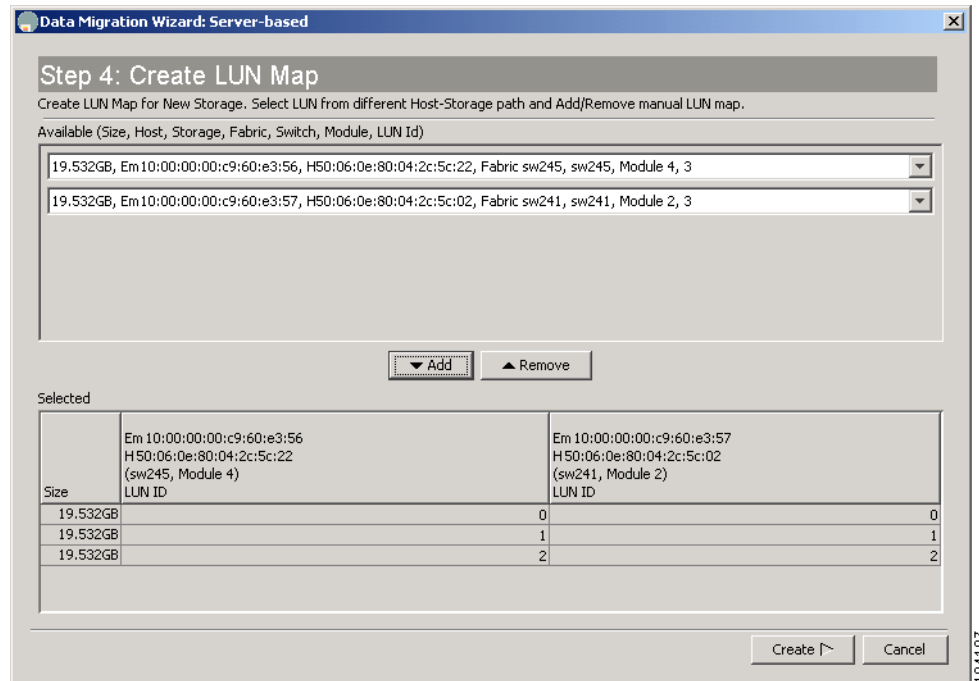 Data Migration Wizard: Server-based
Step 4: Create LUN Map
Create LUN Map for New Storage. Select LUN from different Host-Storage path and Add/Remove manual LUN map.
Available (Size, Host, Storage, Fabric, Switch, Module, LUN Id)
19.532GB, Em10:00:00:00:c9:60:e3:56, H50:06:0e:80:04:2c:5c:22, Fabric sw245, sw245, Module 4, 3
19.532GB, Em10:00:00:00:c9:60:e3:57, H50:06:0e:80:04:2c:5c:02, Fabric sw241, sw241, Module 2, 3
Add Remove
Selected
Em 10:00:00:00:c9:60:e3:56 Em 10:00:00:00:c9:60:e3:57
H50:06:0e:80:04:2c:5c:22 H50:06:0e:80:04:2c:5c:02
(sw245, Module 4) (sw241, Module 2)
Size LUN ID LUN ID
19.532GB 0 0
19.532GB 1 1
19.532GB 2 2
Create Cancel